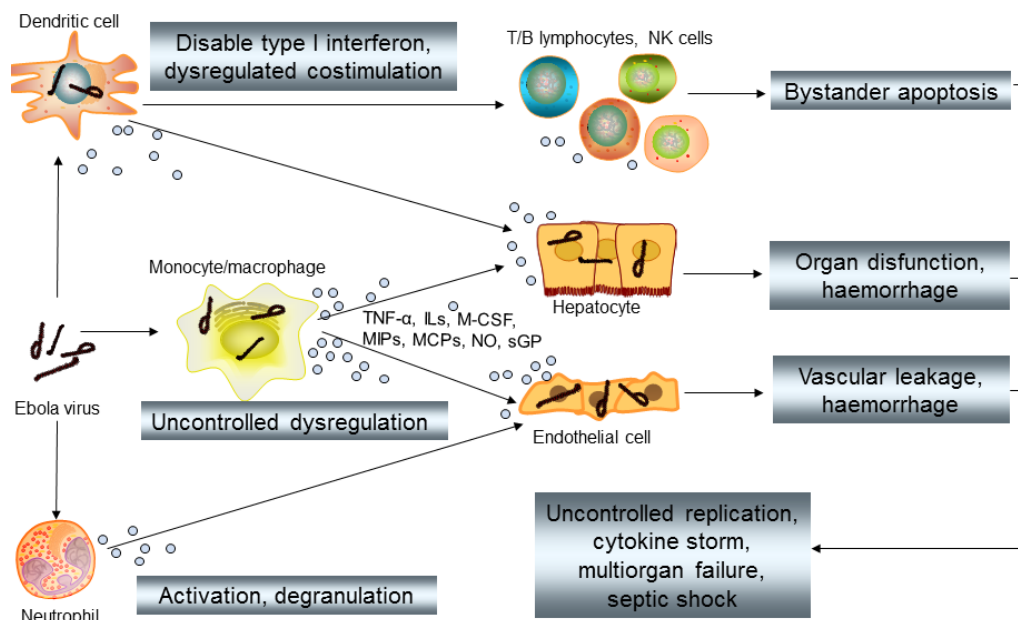 Dendritic cell
Disable type I interferon,
dysregulated costimulation
T/B lymphocytes, NK cells
Bystander apoptosis
Monocyte/macrophage
TNF-α, ILs, M-CSF,
MIPs, MCPs, NO, sGP
Hepatocyte
Organ disfunction,
haemorrhage
Ebola virus
Uncontrolled dysregulation
Endothelial cell
Vascular leakage,
haemorrhage
Neutrophil
Activation, degranulation
Uncontrolled replication,
cytokine storm,
multiorgan failure,
septic shock